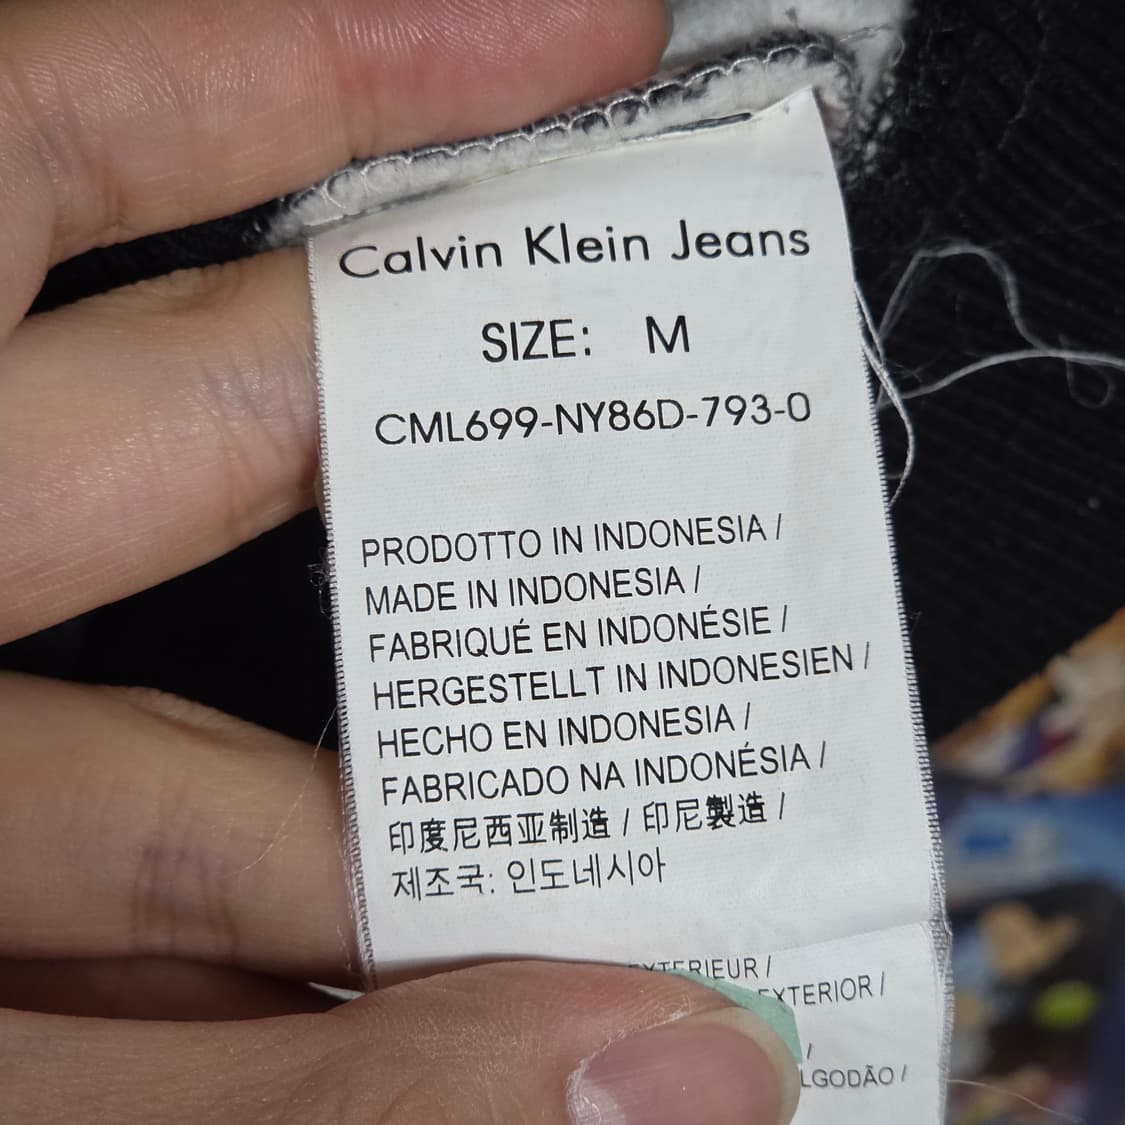 Calvin Klein Jeans
SIZE: M
CML699-NY86D-793-0
PRODOTTO IN INDONESIA /
MADE IN INDONESIA /
FABRIQUÉ EN INDONÉSIE /
HERGESTELLT IN INDONESIEN /
HECHO EN INDONESIA /
FABRICADO NA INDONÉSIA /
印度尼西亚制造 / 印尼製造 /
제조국: 인도네시아
EXTERIEUR /
EXTERIOR /
/
LGODÃO /